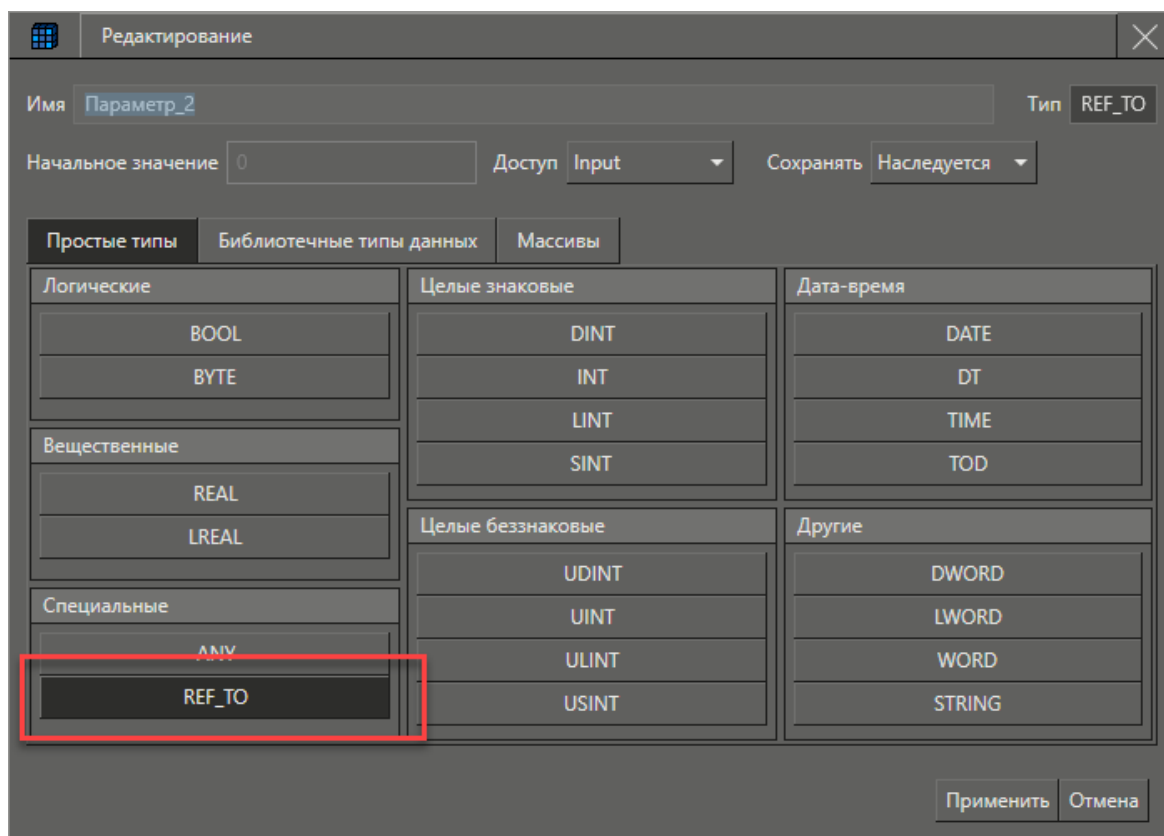 Редактирование
Имя Параметр_2 Тип REF_TO
Начальное значение 0 Доступ Input Сохранять Наследуется
Простые типы Библиотечные типы данных Массивы
Логические
BOOL
BYTE
Вещественные
REAL
LREAL
Специальные
ANY
REF_TO
Целые знаковые
DINT
INT
LINT
SINT
Целые беззнаковые
UDINT
UINT
ULINT
USINT
Дата-время
DATE
DT
TIME
TOD
Другие
DWORD
LWORD
WORD
STRING
Применить Отмена